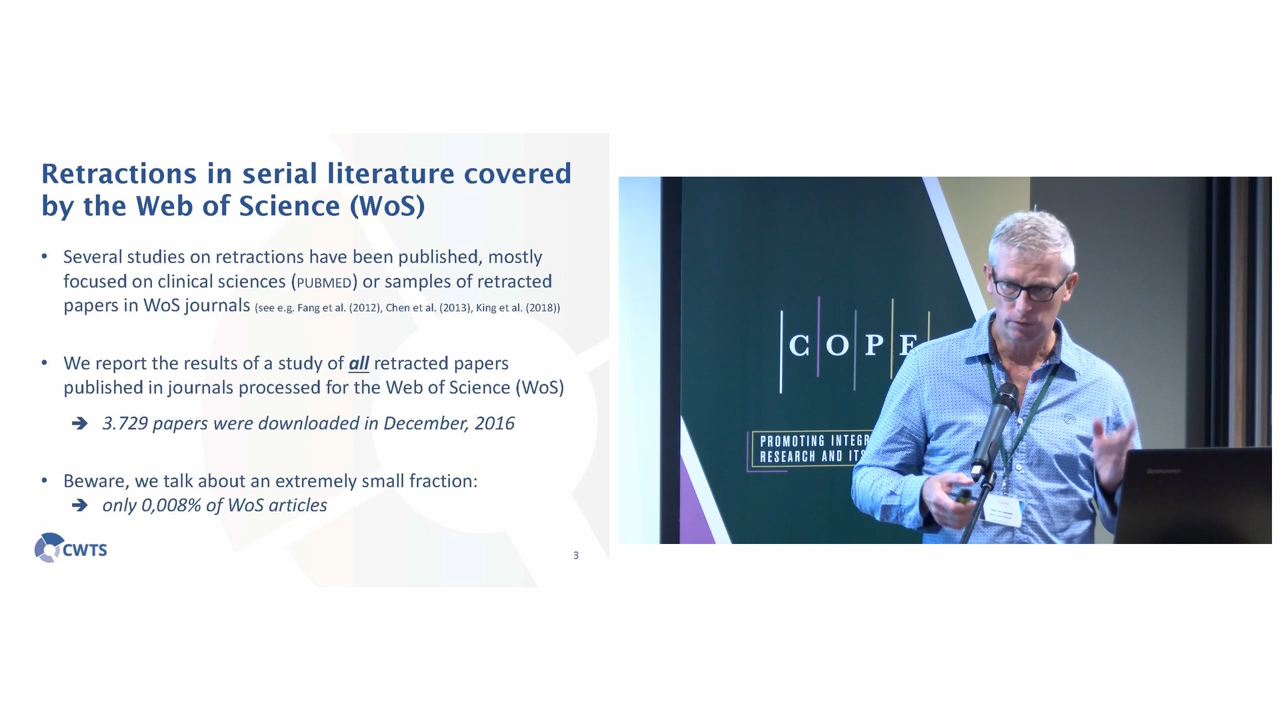 Retractions in serial literature covered
by the Web of Science (WoS)
• Several studies on retractions have been published, mostly
focused on clinical sciences (PUBMED) or samples of retracted
papers in WoS journals (see e.g. Fang et al. (2012), Chen et al. (2013), King et al. (2018))
• We report the results of a study of all retracted papers
published in journals processed for the Web of Science (WoS)
➔ 3.729 papers were downloaded in December, 2016
• Beware, we talk about an extremely small fraction:
➔ only 0,008% of WoS articles
CWTS
3
COPE
PROMOTING INTEGR
RESEARCH AND ITS
lenovo